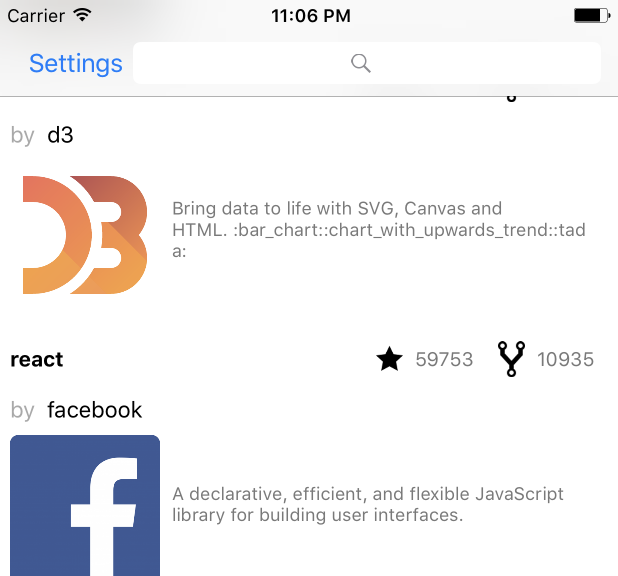 Carrier 11:06 PM
Settings
by d3
Bring data to life with SVG, Canvas and
HTML. :bar_chart::chart_with_upwards_trend::tad
a:
react 59753 10935
by facebook
A declarative, efficient, and flexible JavaScript
library for building user interfaces.